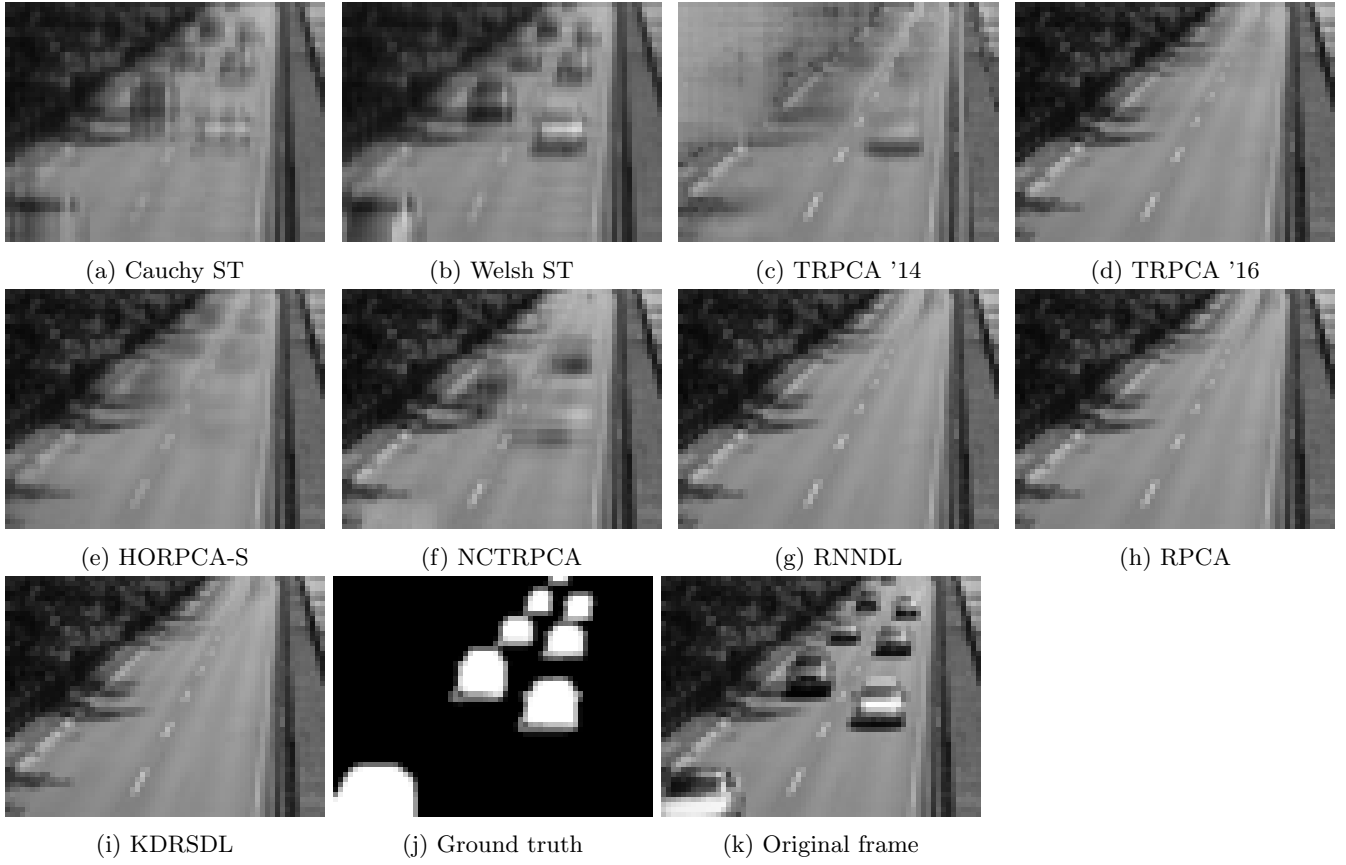 (a) Cauchy ST
(b) Welsh ST
(c) TRPCA '14
(d) TRPCA '16
(e) HORPCA-S
(f) NCTRPCA
(g) RNNDL
(h) RPCA
(i) KDRSDL
(j) Ground truth
(k) Original frame